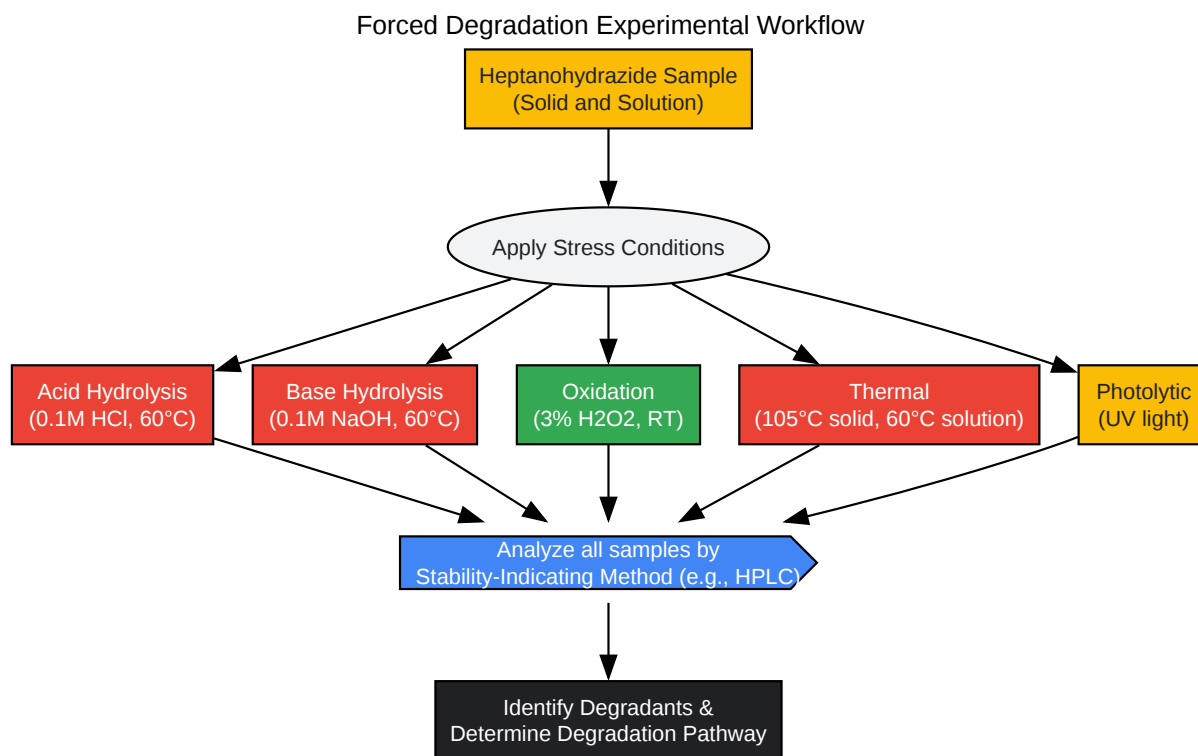 Forced Degradation Experimental Workflow
Heptanohydrazide Sample
(Solid and Solution)
Apply Stress Conditions
Acid Hydrolysis
(0.1M HCl, 60°C)
Base Hydrolysis
(0.1M NaOH, 60°C)
Oxidation
(3% H2O2, RT)
Thermal
(105°C solid, 60°C solution)
Photolytic
(UV light)
Analyze all samples by
Stability-Indicating Method (e.g., HPLC)
Identify Degradants &
Determine Degradation Pathway